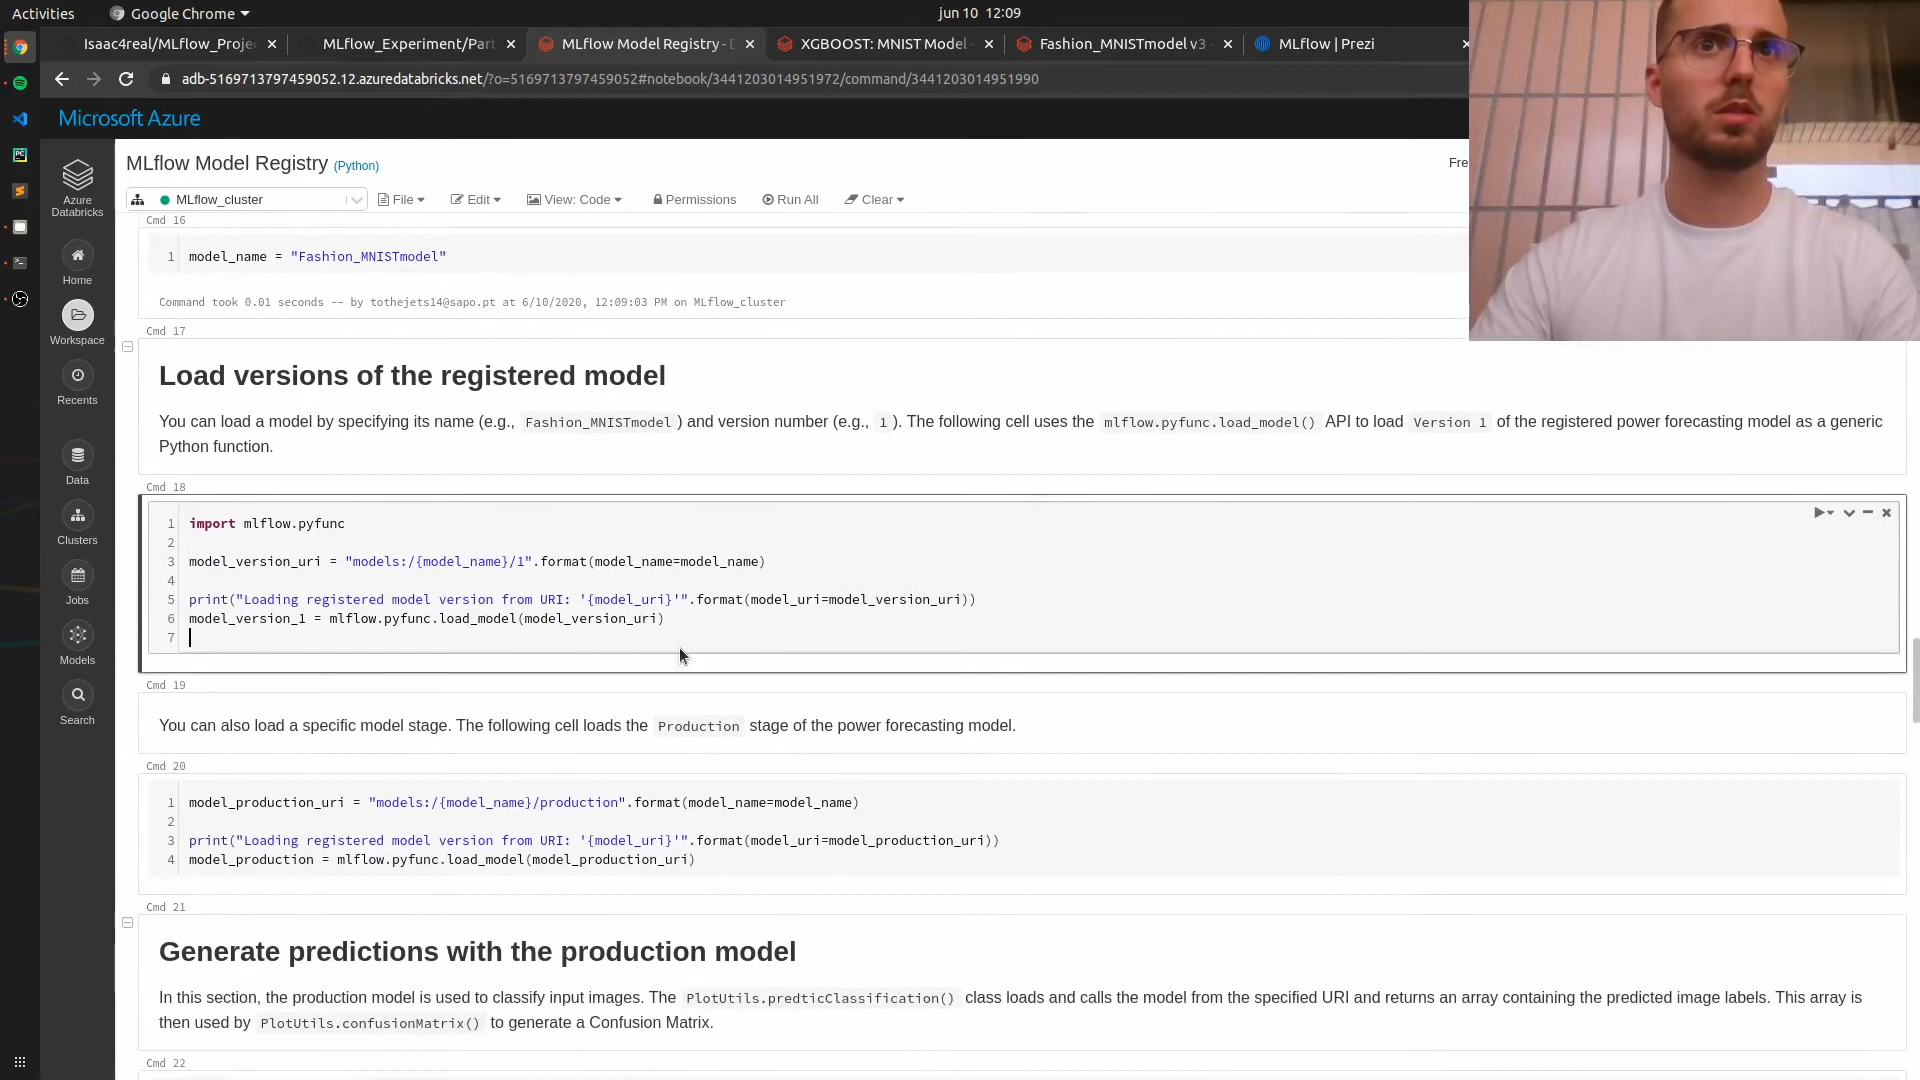 Activities
Google Chrome
jun 10 12:09
Isaac4real/MLflow_Proje
MLflow_Experiment/Part
MLflow Model Registry - D
XGBOOST: MNIST Model -
Fashion_MNISTmodel v3 -
MLflow | Prezi
adb-5169713797459052.12.azuredatabricks.net/?o=5169713797459052#notebook/3441203014951972/command/3441203014951990
Microsoft Azure
MLflow Model Registry (Python)
Fre
MLflow_cluster
File
Edit
View: Code
Permissions
Run All
Clear
Azure
Databricks
Home
Workspace
Recents
Data
Clusters
Jobs
Models
Search
Cmd 16
1 model_name = "Fashion_MNISTmodel"
Command took 0.01 seconds -- by tothejets14@sapo.pt at 6/10/2020, 12:09:03 PM on MLflow_cluster
Cmd 17
Load versions of the registered model
You can load a model by specifying its name (e.g., Fashion_MNISTmodel ) and version number (e.g., 1 ). The following cell uses the mlflow.pyfunc.load_model() API to load Version 1 of the registered power forecasting model as a generic
Python function.
Cmd 18
1 import mlflow.pyfunc
2
3 model_version_uri = "models:/{model_name}/1".format(model_name=model_name)
4
5 print("Loading registered model version from URI: '{model_uri}'".format(model_uri=model_version_uri))
6 model_version_1 = mlflow.pyfunc.load_model(model_version_uri)
7
Cmd 19
You can also load a specific model stage. The following cell loads the Production stage of the power forecasting model.
Cmd 20
1 model_production_uri = "models:/{model_name}/production".format(model_name=model_name)
2
3 print("Loading registered model version from URI: '{model_uri}'".format(model_uri=model_production_uri))
4 model_production = mlflow.pyfunc.load_model(model_production_uri)
Cmd 21
Generate predictions with the production model
In this section, the production model is used to classify input images. The PlotUtils.predticClassification() class loads and calls the model from the specified URI and returns an array containing the predicted image labels. This array is
then used by PlotUtils.confusionMatrix() to generate a Confusion Matrix.
Cmd 22